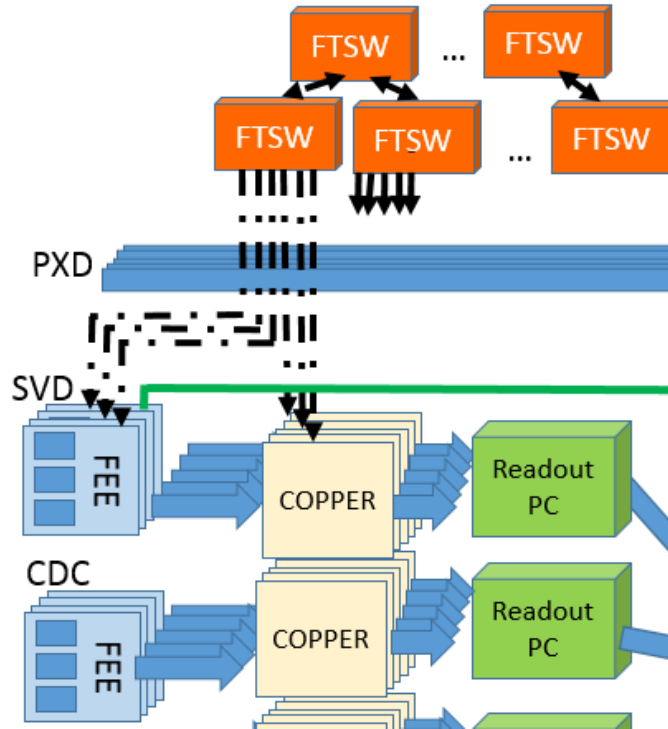 FTSW
...
FTSW
FTSW
FTSW
...
FTSW
PXD
SVD
FEE
COPPER
Readout
PC
CDC
FEE
COPPER
Readout
PC